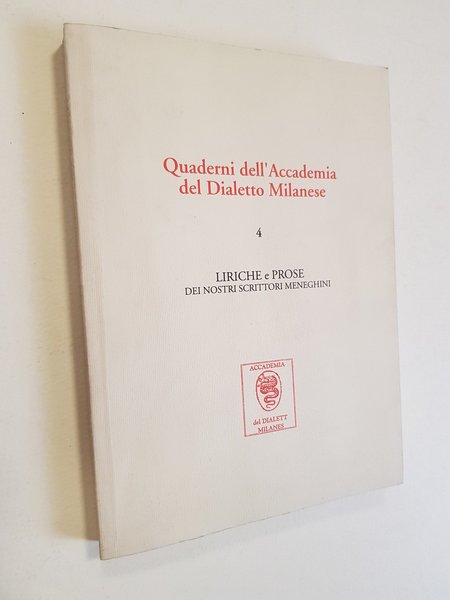 Quaderni dell'Accademia
del Dialetto Milanese
4
LIRICHE e PROSE
DEI NOSTRI SCRITTORI MENEGHINI
ACCADEMIA
del DIALETT
MILANES